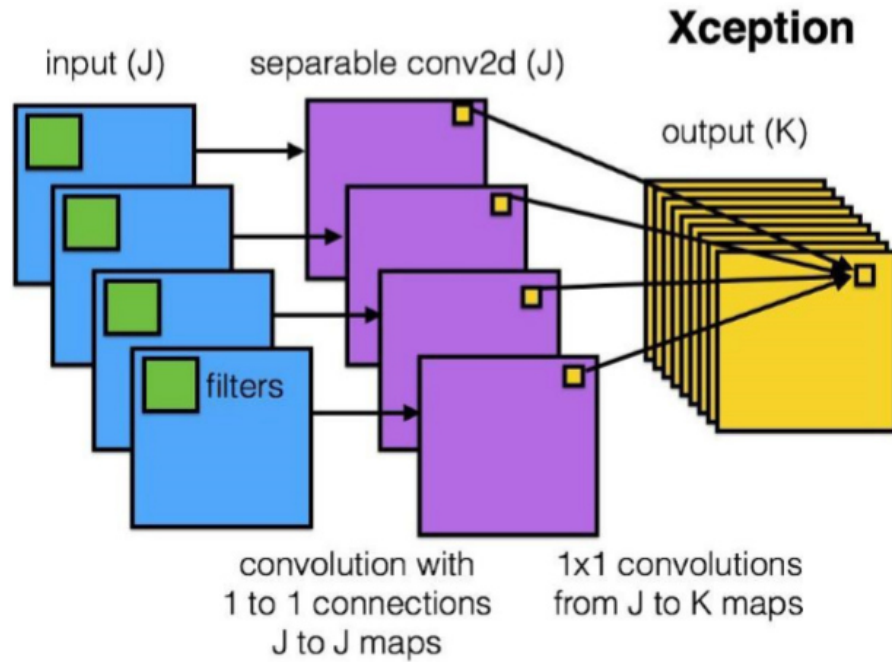 Xception
input (J)
separable conv2d (J)
output (K)
filters
convolution with
1 to 1 connections
J to J maps
1x1 convolutions
from J to K maps